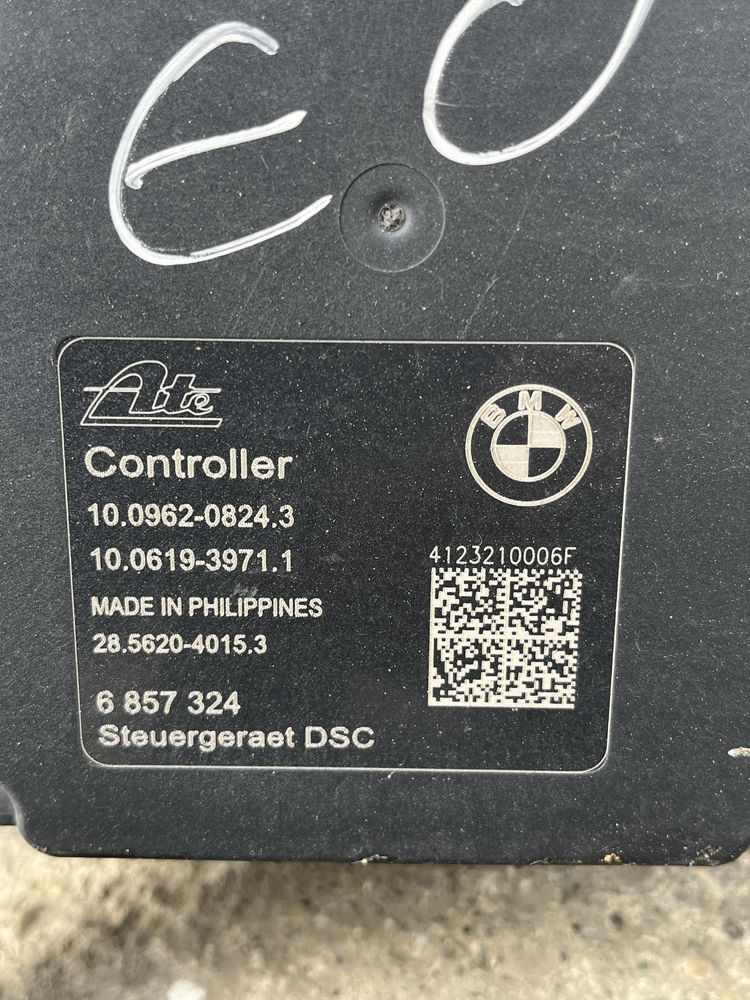 Ate
BMW
Controller
10.0962-0824.3
10.0619-3971.1
4123210006F
MADE IN PHILIPPINES
28.5620-4015.3
6 857 324
Steuergeraet DSC